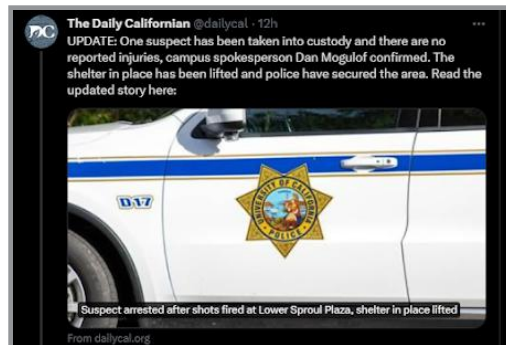 The Daily Californian @dailycal · 12h
UPDATE: One suspect has been taken into custody and there are no
reported injuries, campus spokesperson Dan Mogulof confirmed. The
shelter in place has been lifted and police have secured the area. Read the
updated story here:
D17
UNIVERSITY OF CALIFORNIA
POLICE
Suspect arrested after shots fired at Lower Sproul Plaza, shelter in place lifted
From dailycal.org